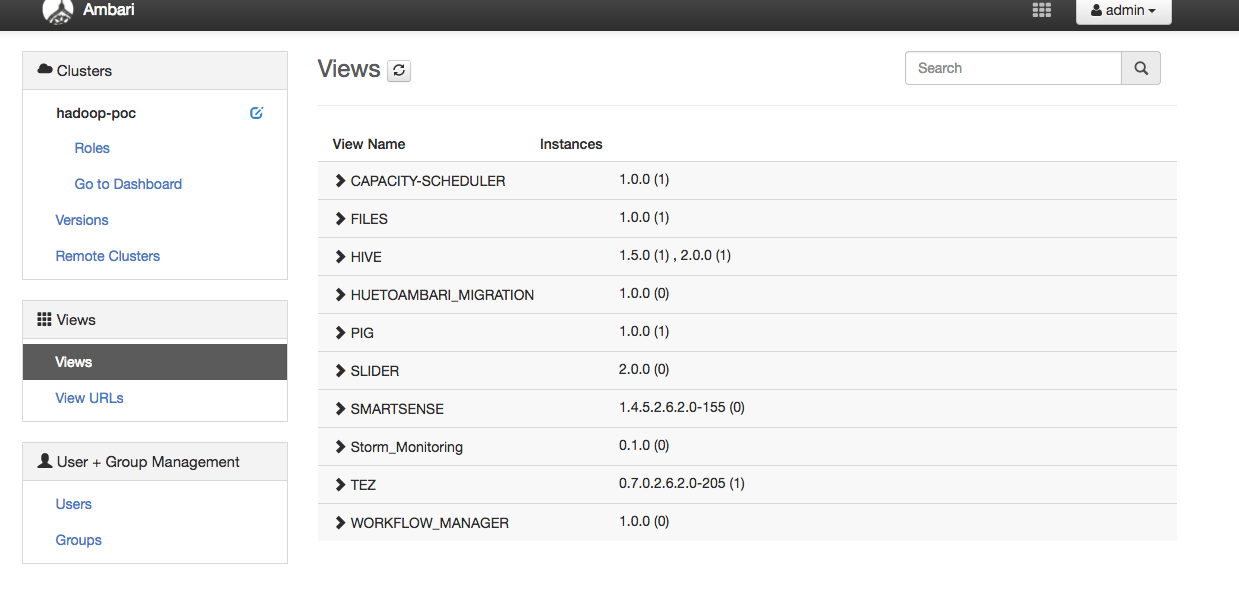 Ambari
admin
Clusters
hadoop-poc
Roles
Go to Dashboard
Versions
Remote Clusters
Views
Views
View URLs
User + Group Management
Users
Groups
Views
Search
View Name Instances
CAPACITY-SCHEDULER 1.0.0 (1)
FILES 1.0.0 (1)
HIVE 1.5.0 (1) , 2.0.0 (1)
HUETOAMBARI_MIGRATION 1.0.0 (0)
PIG 1.0.0 (1)
SLIDER 2.0.0 (0)
SMARTSENSE 1.4.5.2.6.2.0-155 (0)
Storm_Monitoring 0.1.0 (0)
TEZ 0.7.0.2.6.2.0-205 (1)
WORKFLOW_MANAGER 1.0.0 (0)